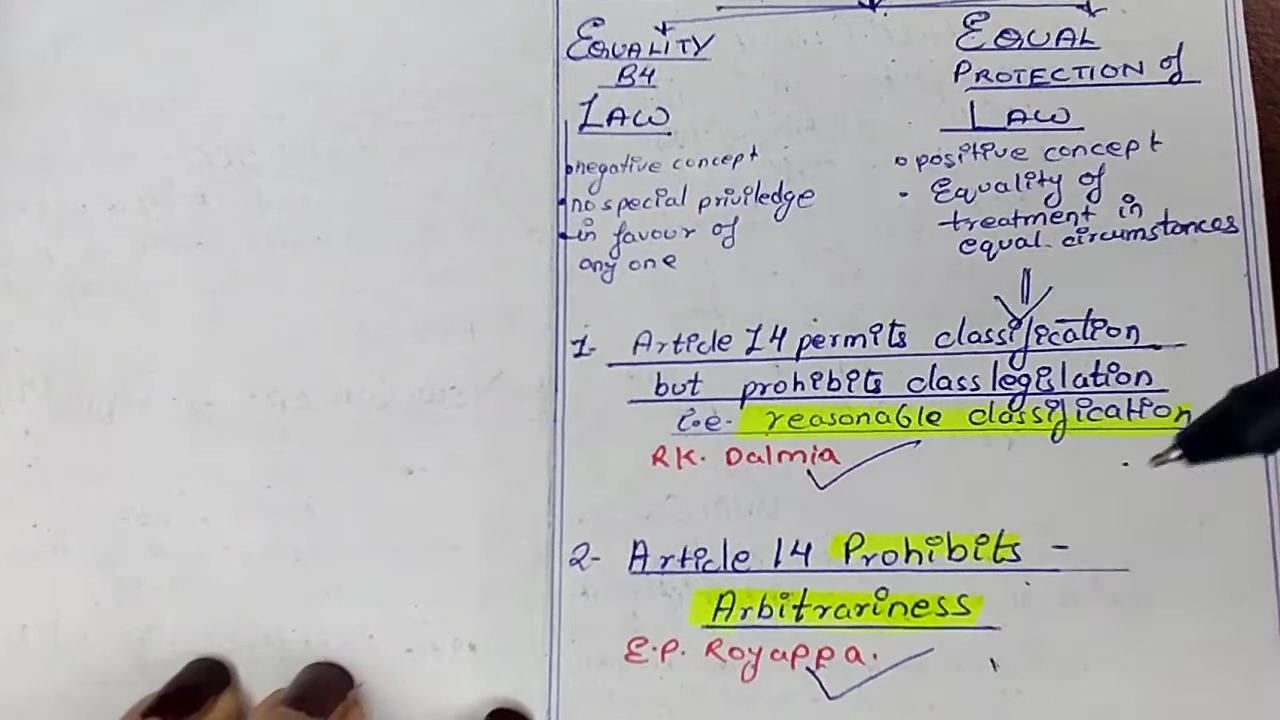 EQUALITY
B4
LAW
negative concept
no special priviledge
in favour of
any one
EQUAL
PROTECTION of
LAW
positive concept
Equality of
treatment in
equal circumstances
1- Article 14 permits classification
but prohibits class legislation
i.e. reasonable classification
RK. Dalmia
2- Article 14 Prohibits -
Arbitrariness
E.P. Royappa.